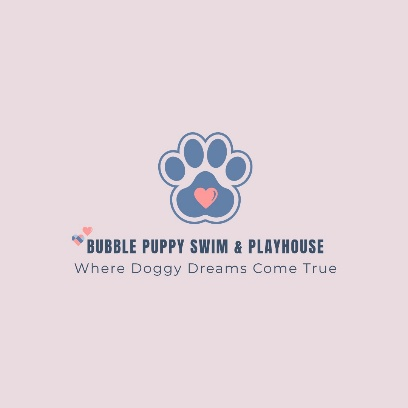 BUBBLE PUPPY SWIM & PLAYHOUSE
Where Doggy Dreams Come True